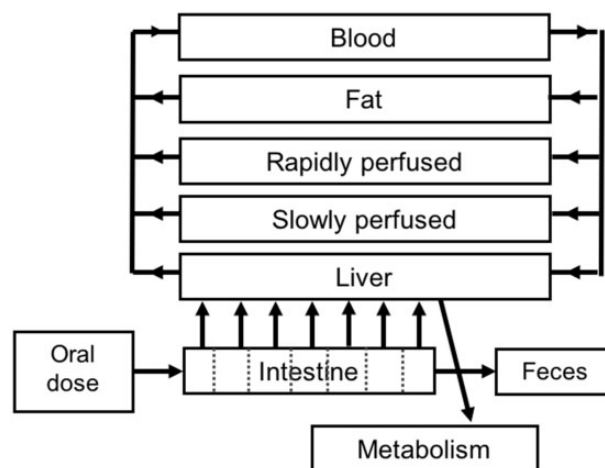 Blood
Fat
Rapidly perfused
Slowly perfused
Liver
Oral
dose
Intestine
Feces
Metabolism